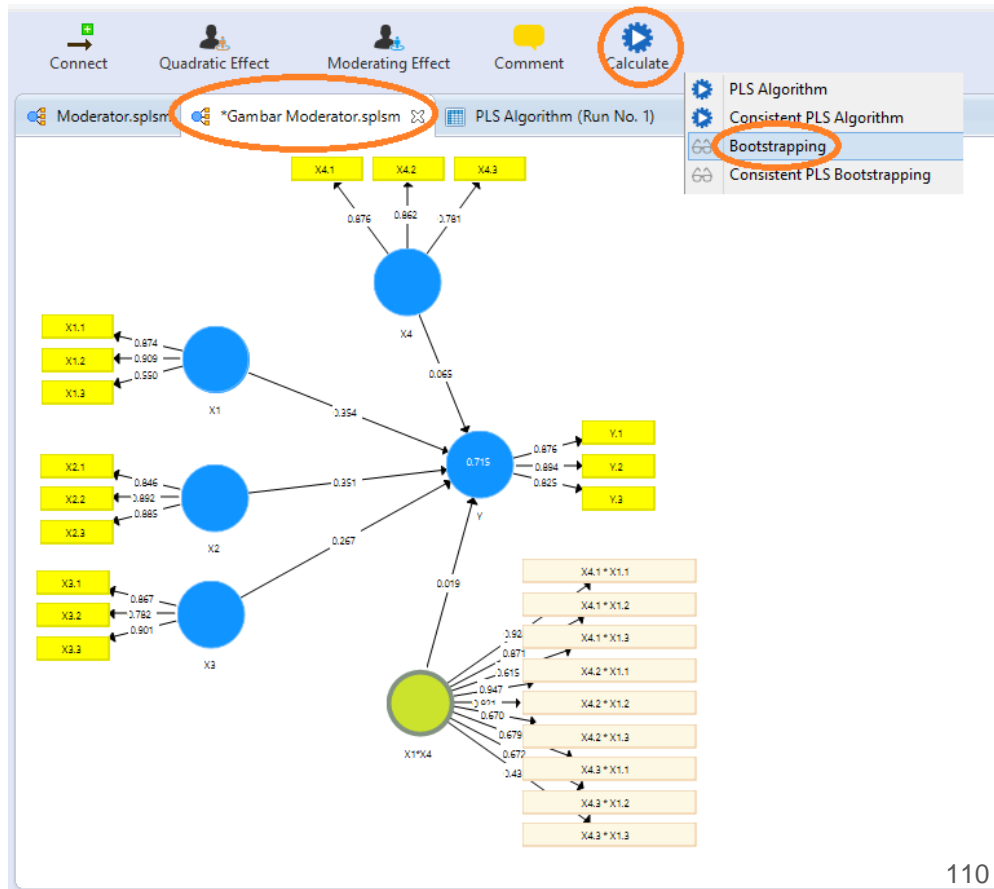 Connect
Quadratic Effect
Moderating Effect
Comment
Calculate
PLS Algorithm
Consistent PLS Algorithm
Bootstrapping
Consistent PLS Bootstrapping
Moderator.splsm
*Gambar Moderator.splsm
PLS Algorithm (Run No. 1)
X4.1 X4.2 X4.3
0.876 0.862 0.781
X4
0.065
X1.1
X1.2
X1.3
0.874
0.909
0.550
X1
0.354
X2.1
X2.2
X2.3
0.846
0.892
0.885
X2
0.351
X3.1
X3.2
X3.3
0.867
0.782
0.901
X3
0.267
0.715
Y
0.876
0.894
0.825
Y.1
Y.2
Y.3
0.019
X1*X4
0.871
0.615
0.947
0.670
0.679
0.672
X4.1 * X1.1
X4.1 * X1.2
X4.1 * X1.3
X4.2 * X1.1
X4.2 * X1.2
X4.2 * X1.3
X4.3 * X1.1
X4.3 * X1.2
X4.3 * X1.3
110